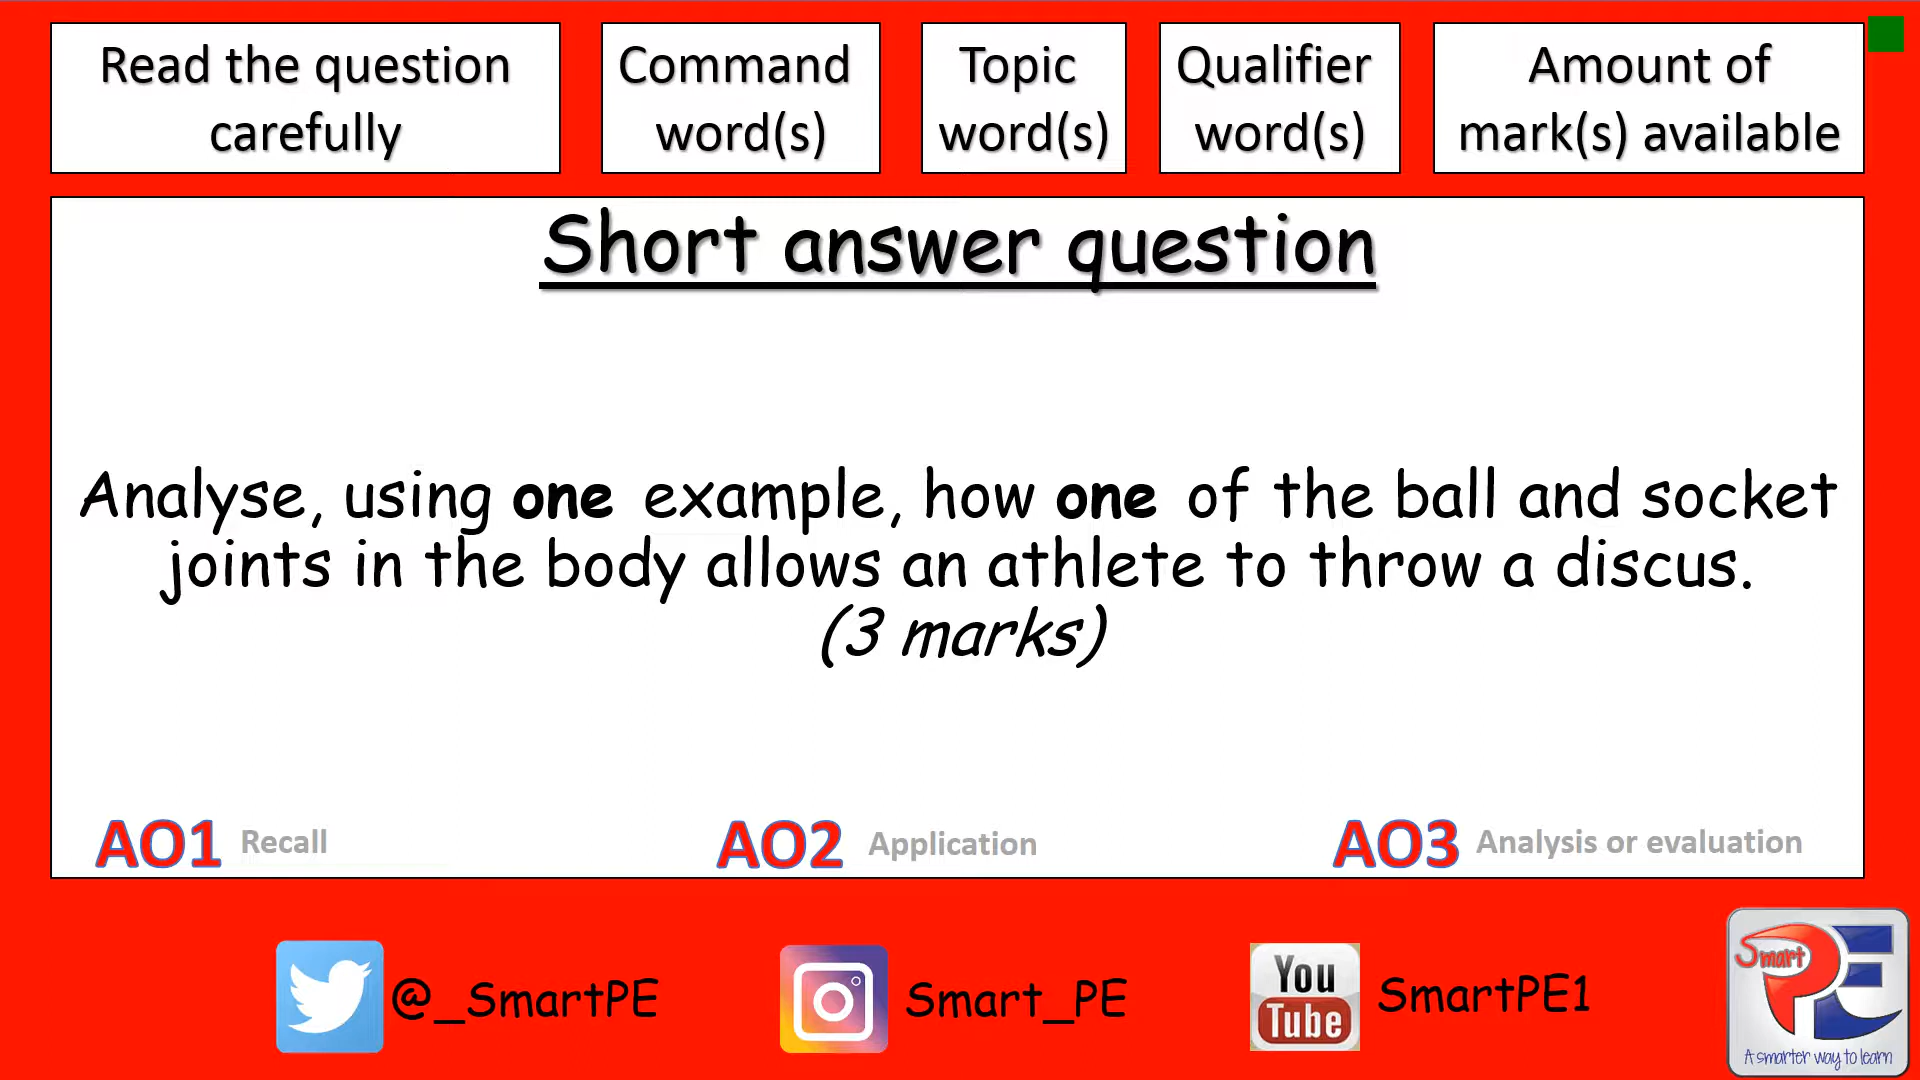 Read the question
carefully
Command
word(s)
Topic
word(s)
Qualifier
word(s)
Amount of
mark(s) available
Short answer question
Analyse, using one example, how one of the ball and socket
joints in the body allows an athlete to throw a discus.
(3 marks)
AO1 Recall
AO2 Application
AO3 Analysis or evaluation
@_SmartPE
Smart_PE
You
Tube
SmartPE1
Smart
PE
A smarter way to learn